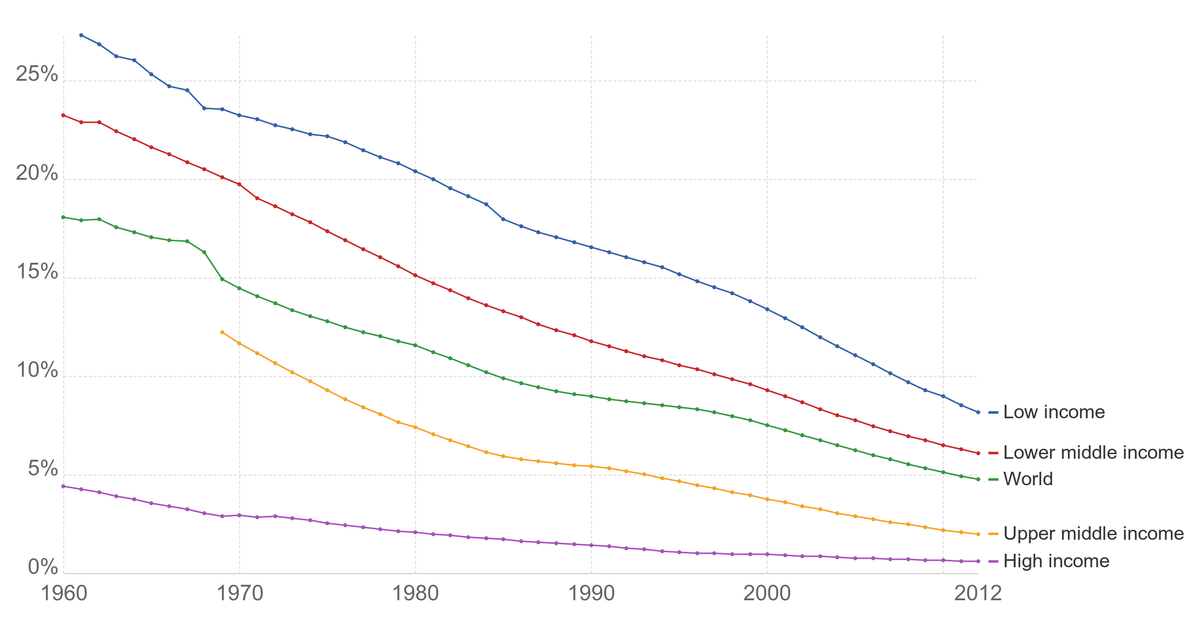 25%
20%
15%
10%
5%
0%
1960 1970 1980 1990 2000 2012
Low income
Lower middle income
World
Upper middle income
High income